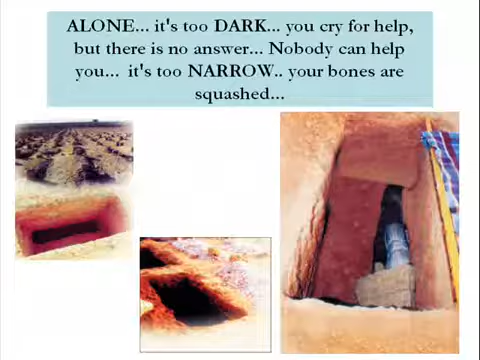 ALONE... it's too DARK... you cry for help,
but there is no answer... Nobody can help
you... it's too NARROW.. your bones are
squashed...